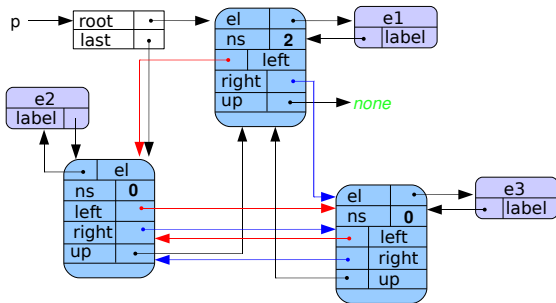 p
root
last
el
ns 2
left
right
up
none
e1
label
e2
label
el
ns 0
left
right
up
el
ns 0
left
right
up
e3
label